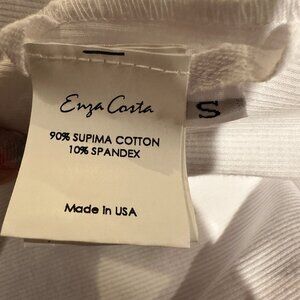 Enza Costa
S
90% SUPIMA COTTON
10% SPANDEX
Made in USA